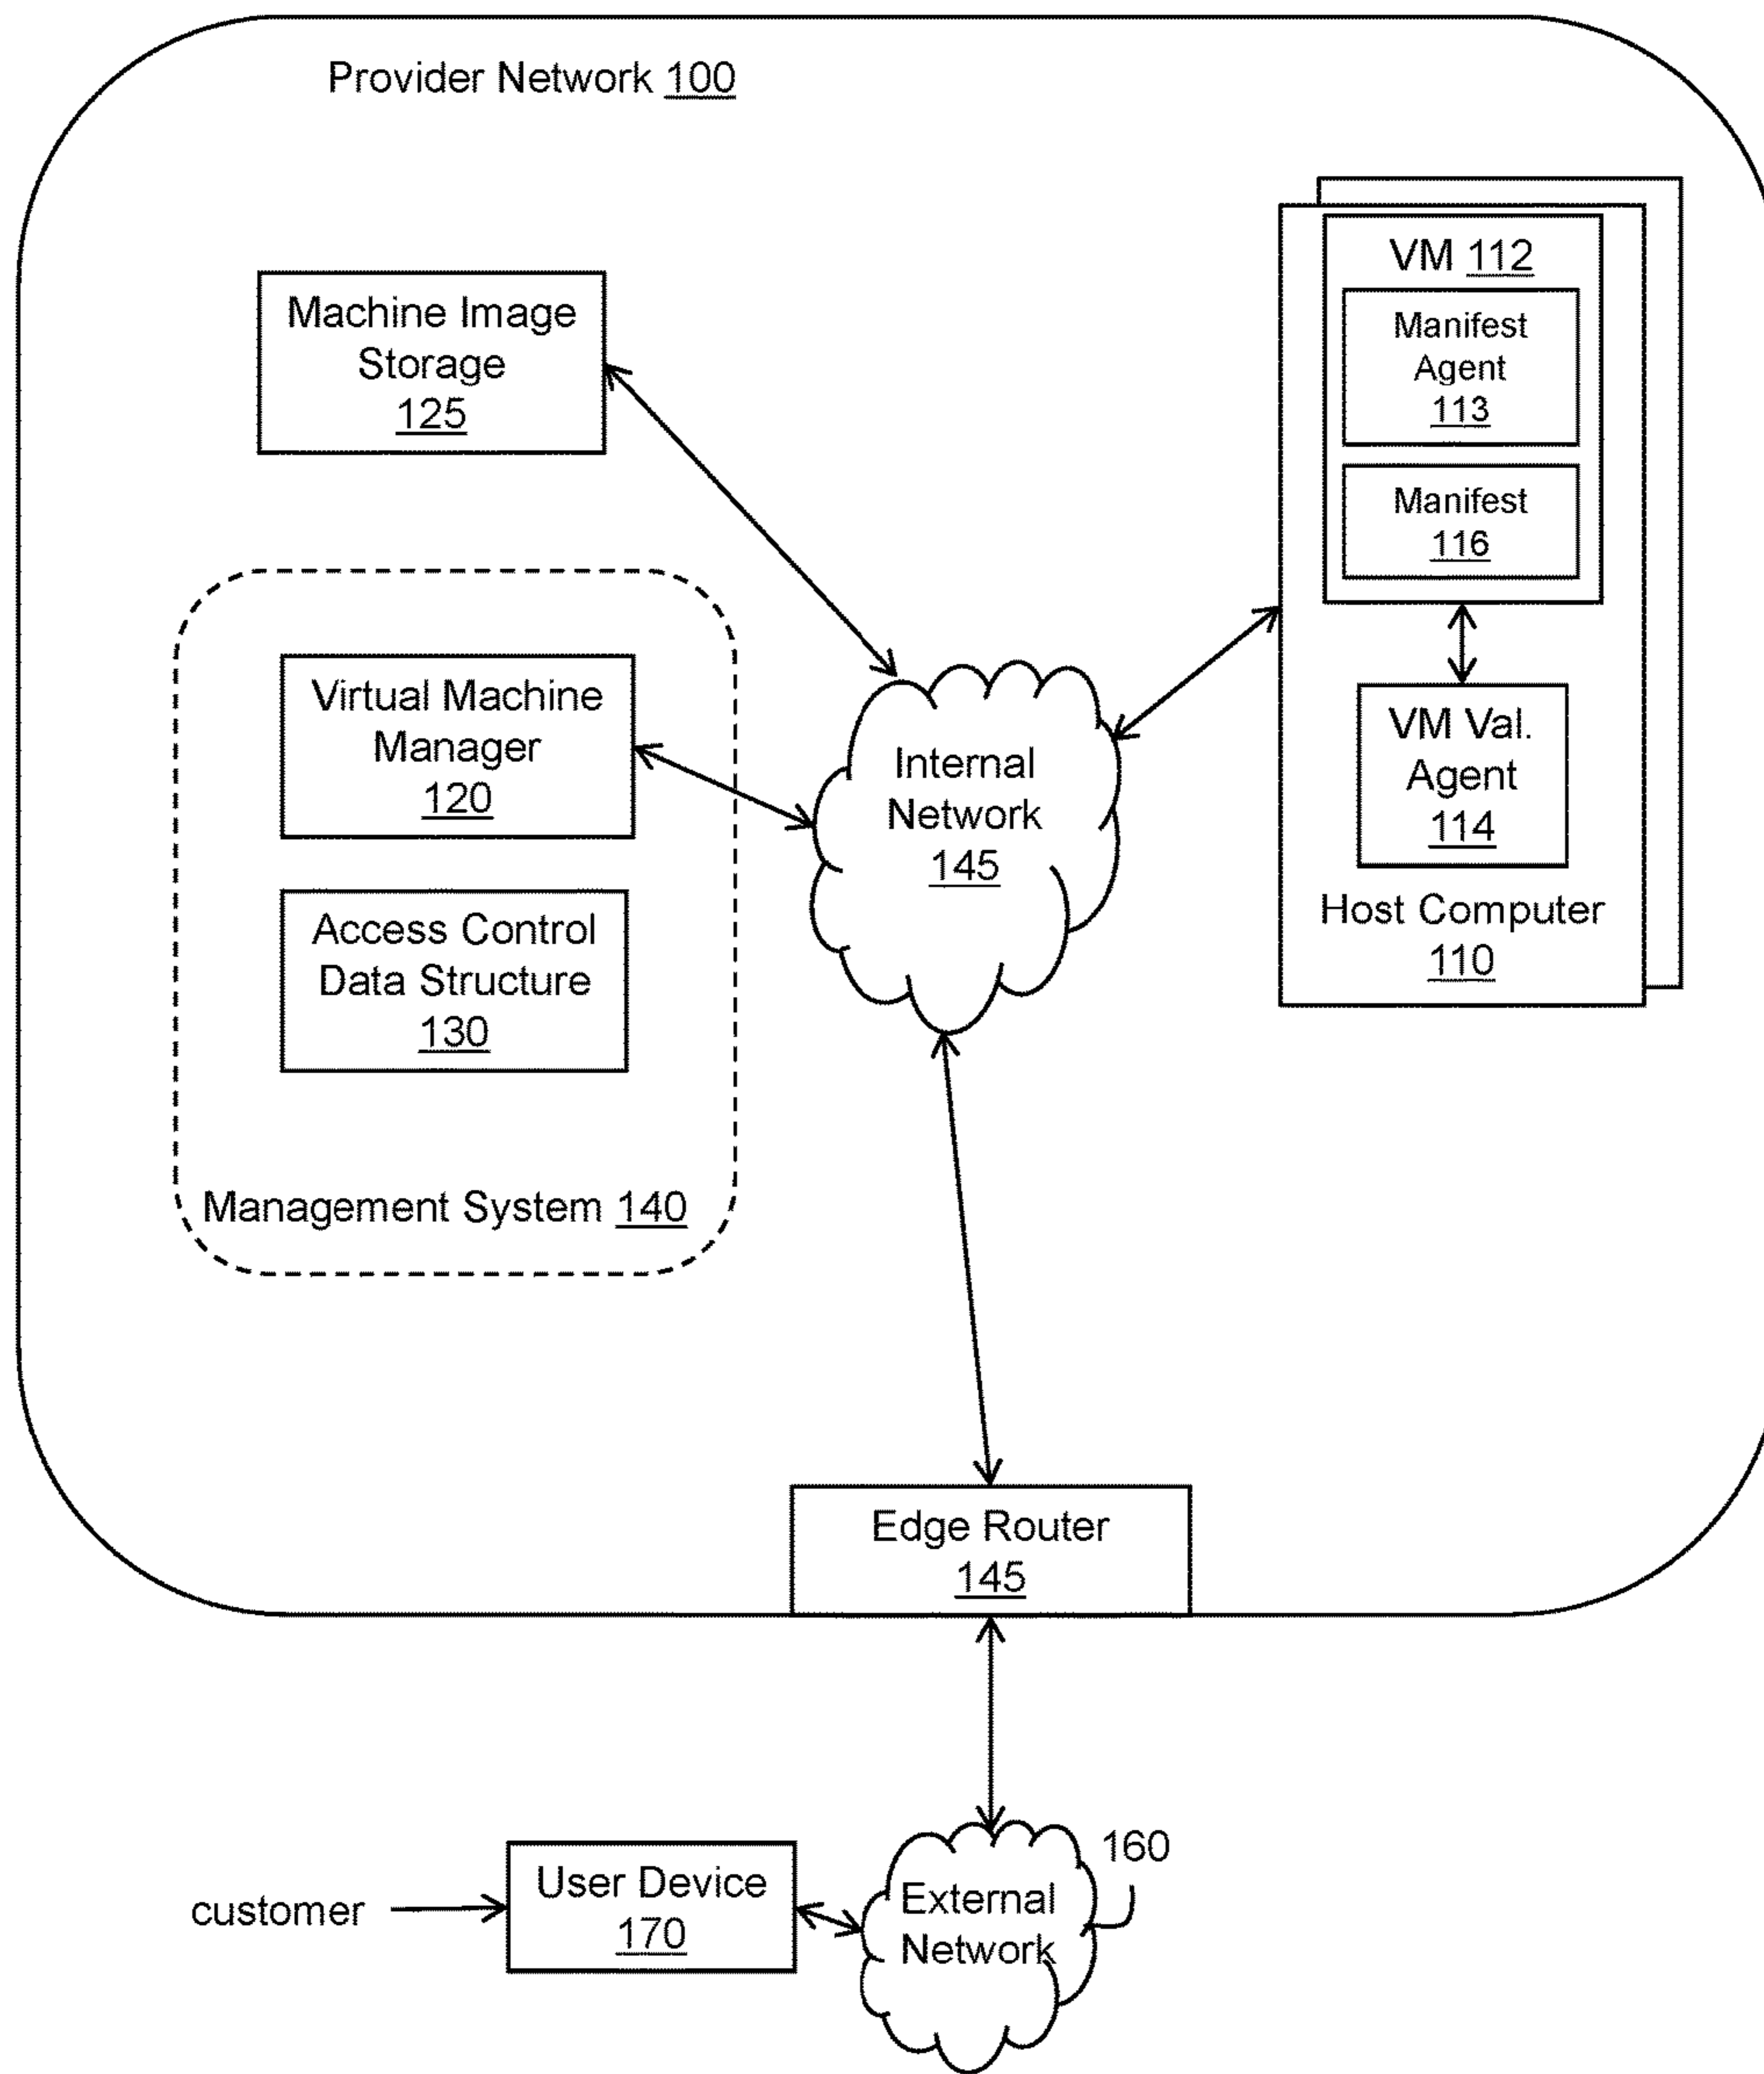 Provider Network 100
Machine Image
Storage
125
VM 112
Manifest
Agent
113
Manifest
116
VM Val.
Agent
114
Host Computer
110
Virtual Machine
Manager
120
Access Control
Data Structure
130
Management System 140
Internal
Network
145
Edge Router
145
customer
User Device
170
External
Network
160